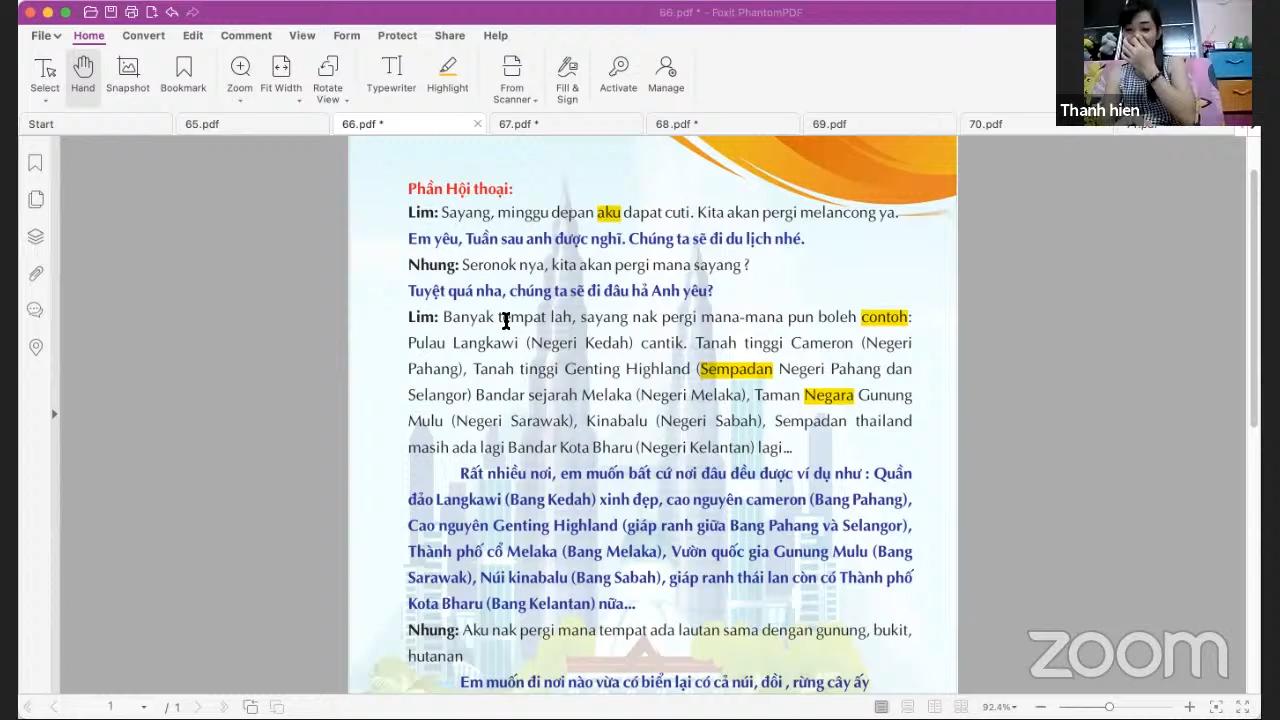 66.pdf * - Foxit PhantomPDF
File Home Convert Edit Comment View Form Protect Share Help
Select Hand Snapshot Bookmark Zoom Fit Width Rotate View Typewriter Highlight From Scanner Fill & Sign Activate Manage
Thanh hien
Start 65.pdf 66.pdf * 67.pdf * 68.pdf * 69.pdf 70.pdf
Phần Hội thoại:
Lim: Sayang, minggu depan aku dapat cuti. Kita akan pergi melancong ya.
Em yêu, Tuần sau anh được nghĩ. Chúng ta sẽ đi du lịch nhé.
Nhung: Seronok nya, kita akan pergi mana sayang ?
Tuyệt quá nha, chúng ta sẽ đi đâu hả Anh yêu?
Lim: Banyak tempat lah, sayang nak pergi mana-mana pun boleh contoh:
Pulau Langkawi (Negeri Kedah) cantik. Tanah tinggi Cameron (Negeri
Pahang), Tanah tinggi Genting Highland (Sempadan Negeri Pahang dan
Selangor) Bandar sejarah Melaka (Negeri Melaka), Taman Negara Gunung
Mulu (Negeri Sarawak), Kinabalu (Negeri Sabah), Sempadan thailand
masih ada lagi Bandar Kota Bharu (Negeri Kelantan) lagi...
Rất nhiều nơi, em muốn bất cứ nơi đâu đều được ví dụ như : Quần
đảo Langkawi (Bang Kedah) xinh đẹp, cao nguyên cameron (Bang Pahang),
Cao nguyên Genting Highland (giáp ranh giữa Bang Pahang và Selangor),
Thành phố cổ Melaka (Bang Melaka), Vườn quốc gia Gunung Mulu (Bang
Sarawak), Núi kinabalu (Bang Sabah), giáp ranh thái lan còn có Thành phố
Kota Bharu (Bang Kelantan) nữa...
Nhung: Aku nak pergi mana tempat ada lautan sama dengan gunung, bukit,
hutanan
Em muốn đi nơi nào vừa có biển lại có cả núi, đồi , rừng cây ấy
zoom
1 / 1 92.4%